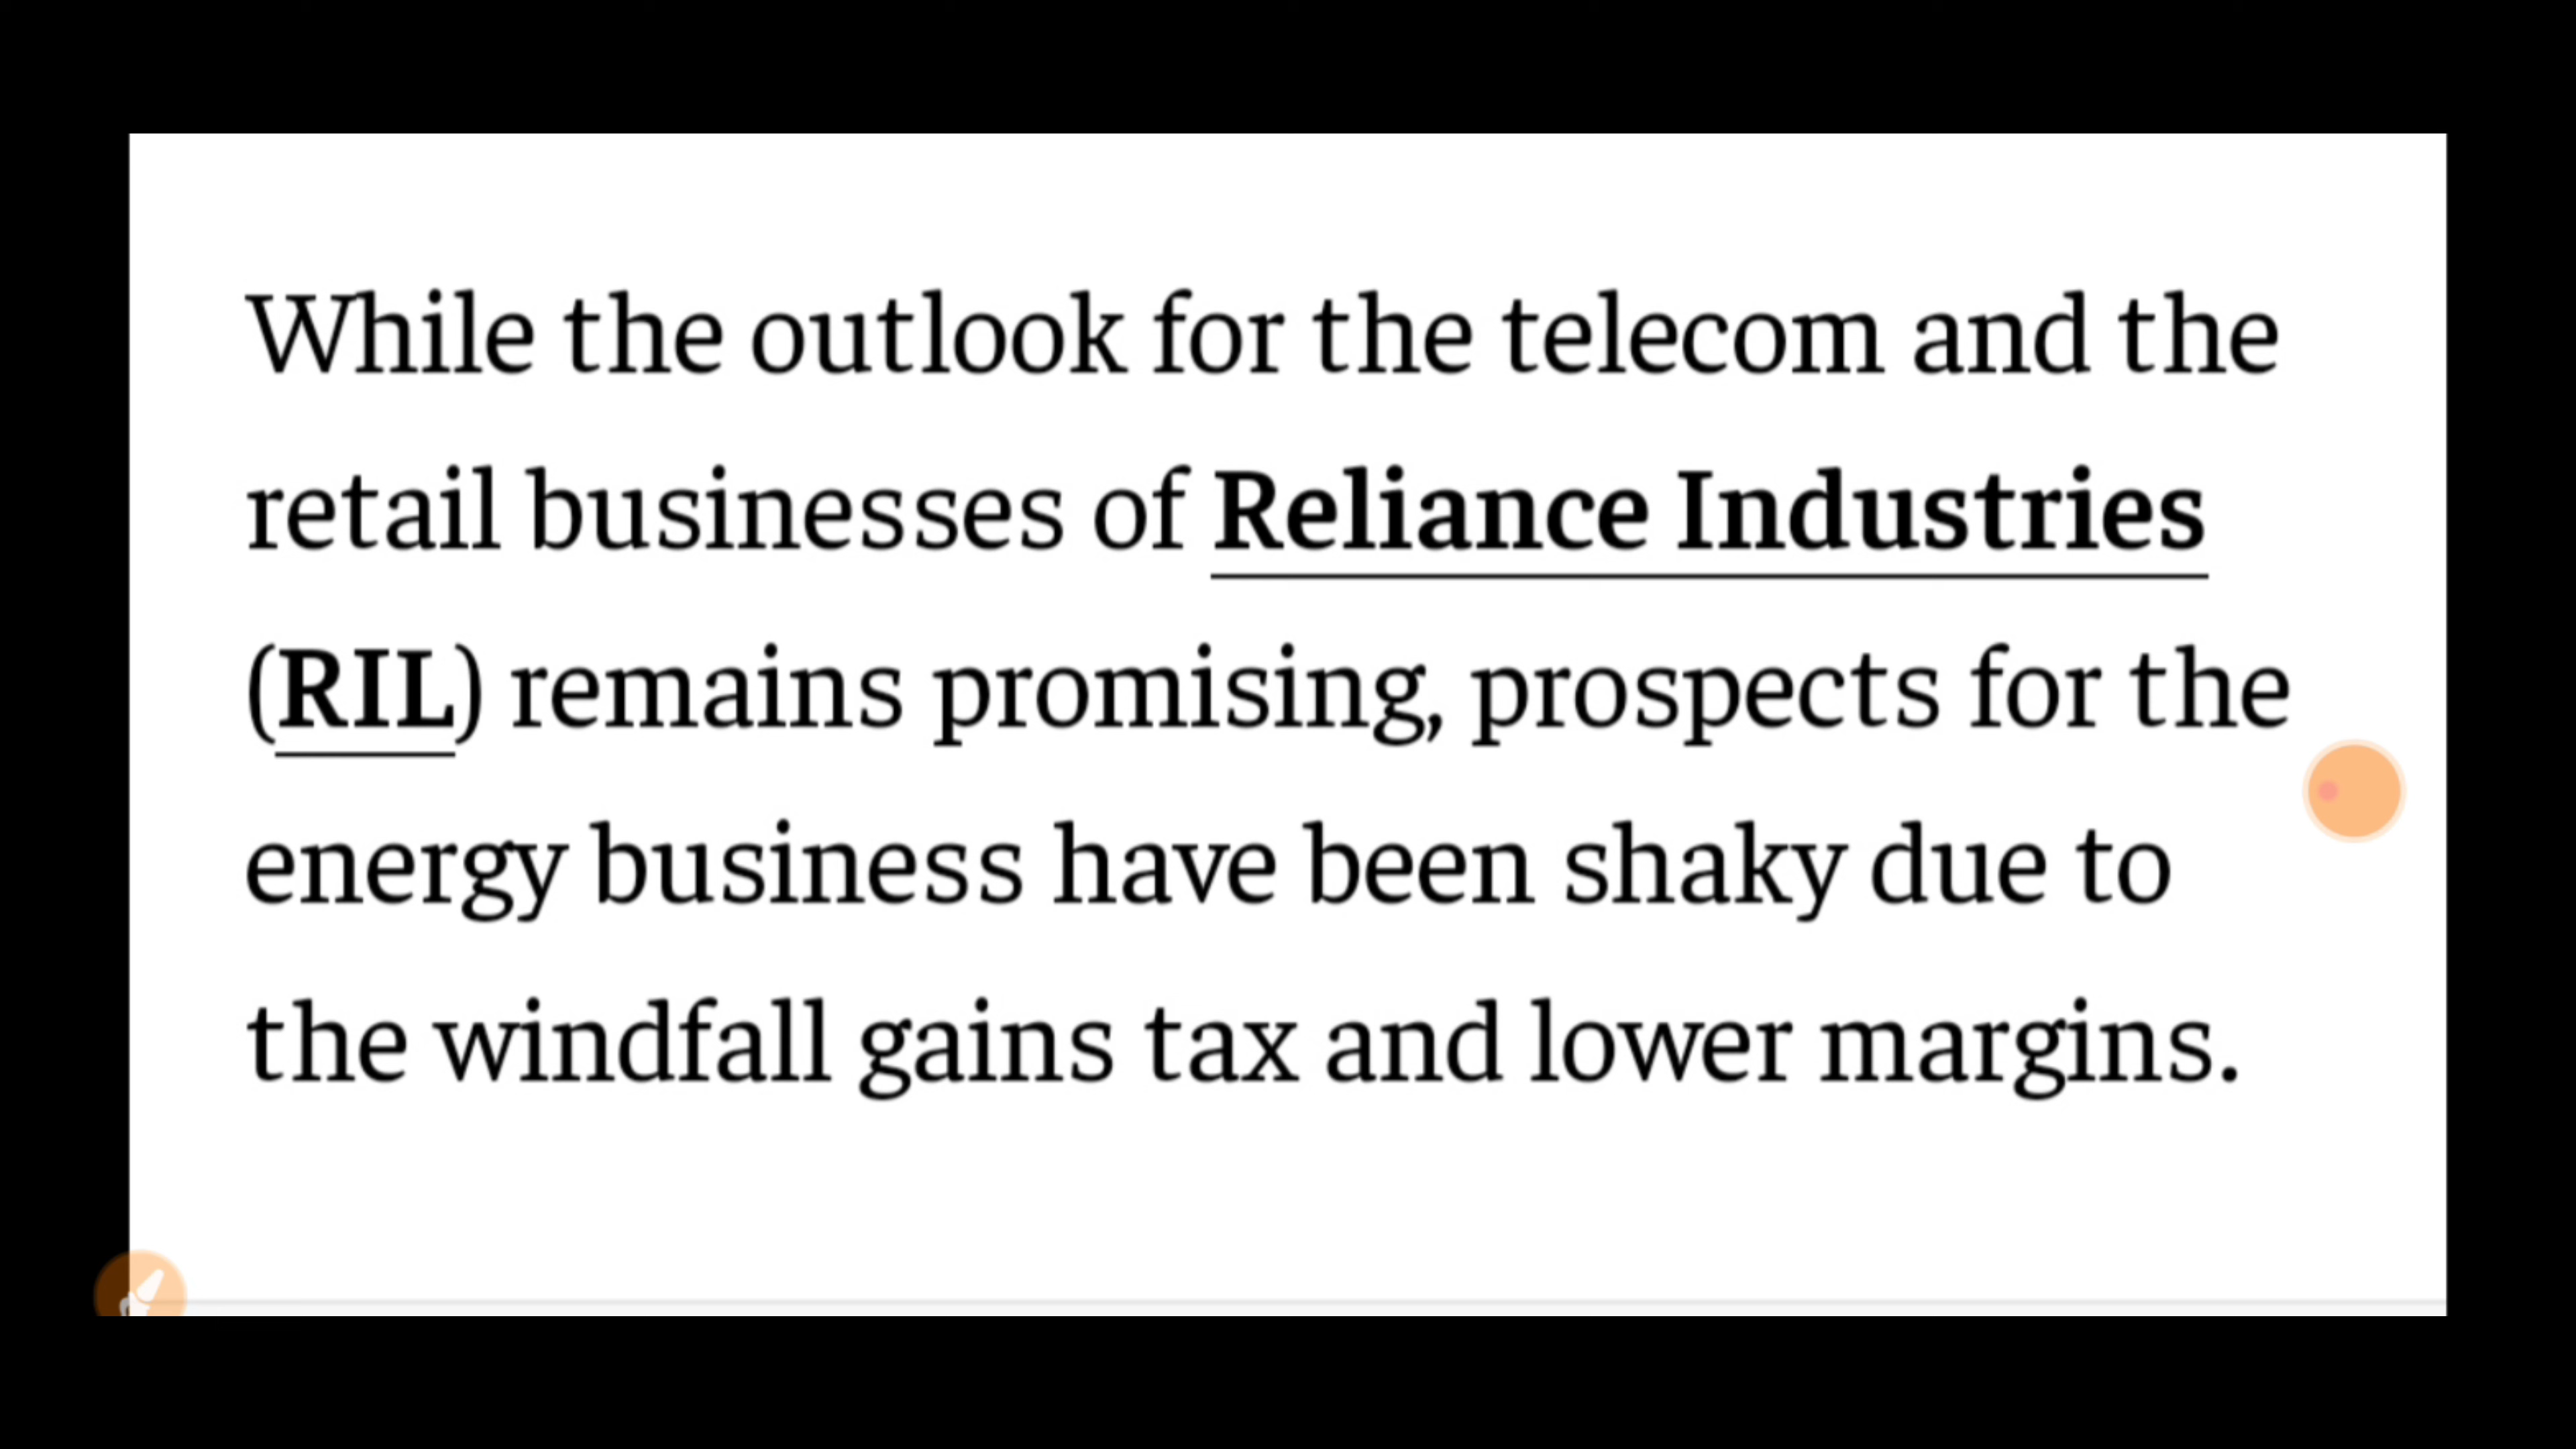 While the outlook for the telecom and the
retail businesses of Reliance Industries
(RIL) remains promising, prospects for the
energy business have been shaky due to
the windfall gains tax and lower margins.